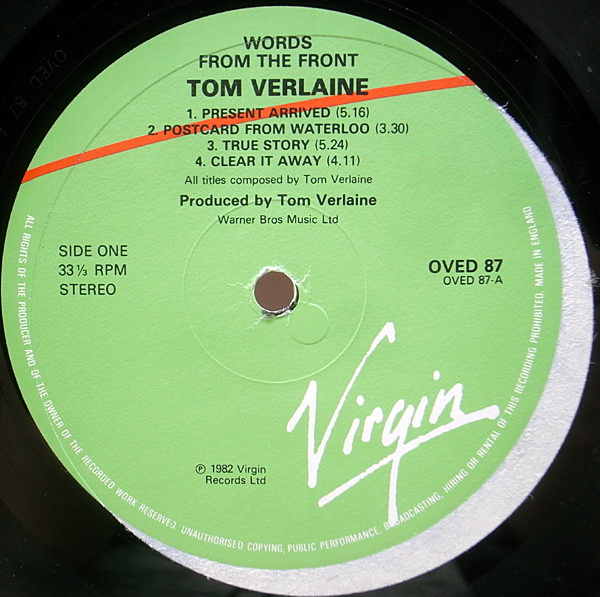 WORDS
FROM THE FRONT
TOM VERLAINE
1. PRESENT ARRIVED (5.16)
2. POSTCARD FROM WATERLOO (3.30)
3. TRUE STORY (5.24)
4. CLEAR IT AWAY (4.11)
All titles composed by Tom Verlaine
Produced by Tom Verlaine
Warner Bros Music Ltd
SIDE ONE
33⅓ RPM
STEREO
OVED 87
OVED 87-A
Virgin
℗ 1982 Virgin
Records Ltd
ALL RIGHTS OF THE PRODUCER AND OF THE OWNER OF THE RECORDED WORK RESERVED. UNAUTHORISED COPYING, PUBLIC PERFORMANCE, BROADCASTING, HIRING OR RENTAL OF THIS RECORDING PROHIBITED. MADE IN ENGLAND
OVED 87